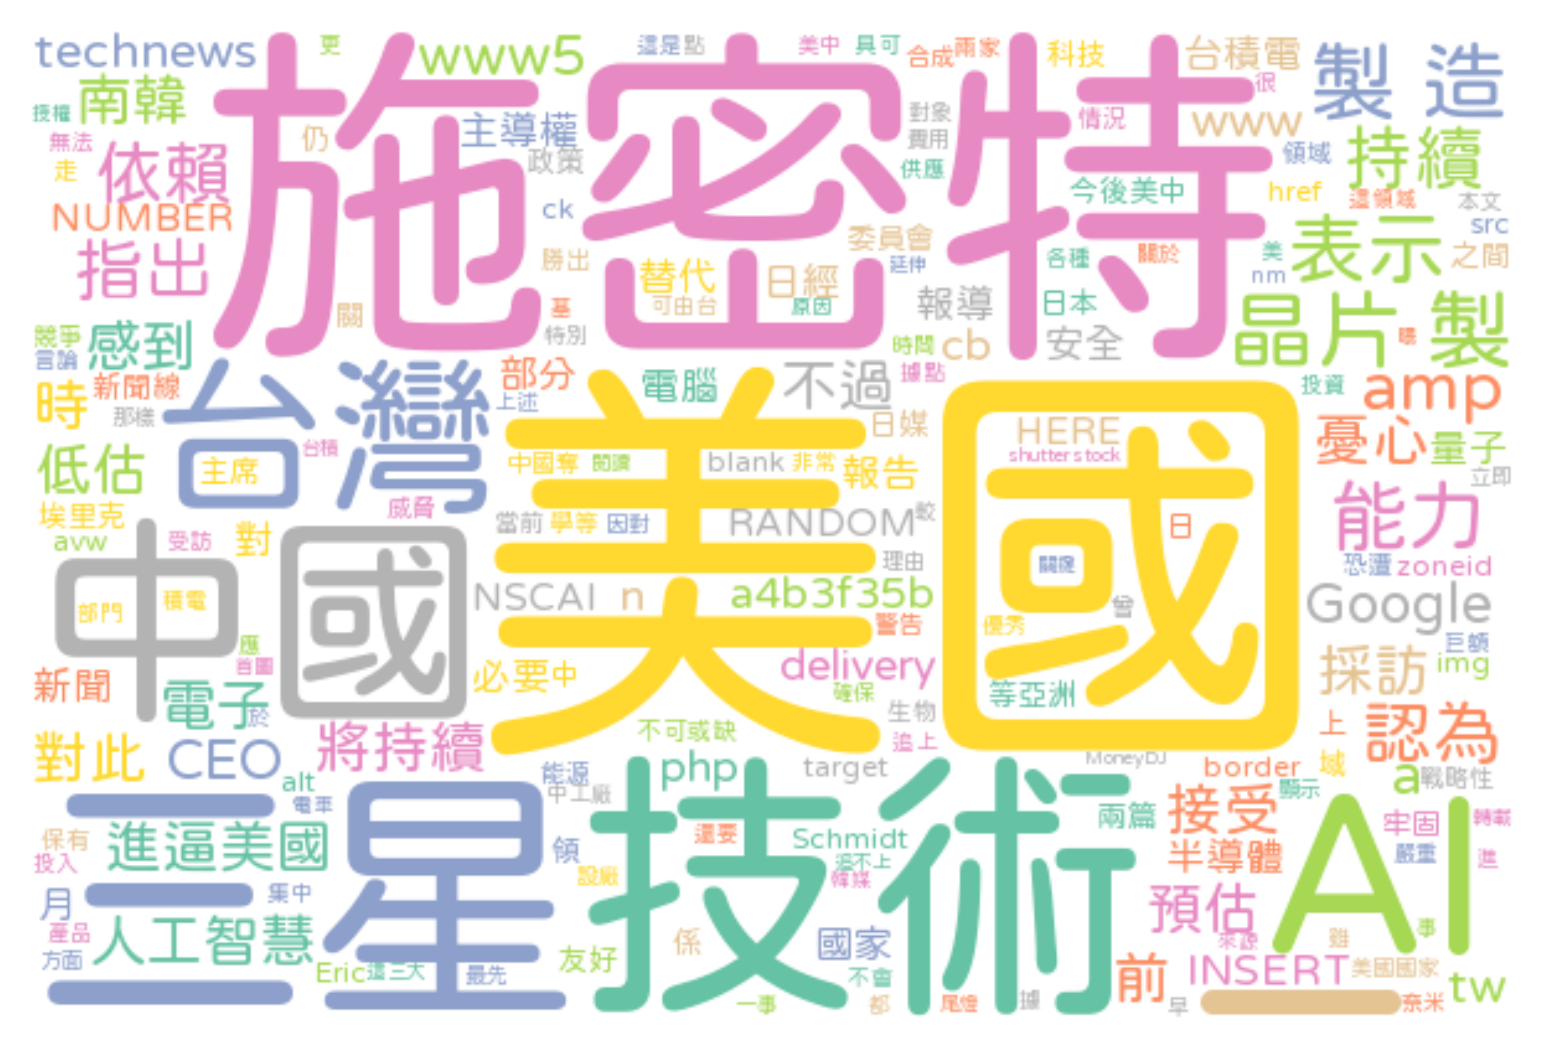 technews
更
www5
這是點
美中
具可
合成
兩家
科技
台積電
製 造
南韓
授權
施密特
仍
主導權
政策
對象
費用
情況
很
www
領域
持續
無法
走
依賴
供應
今後美中
href
這領域
本文
NUMBER
ck
src
指出
勝出
委員會
延伸
各種
關於
美
nm
表示
之間
替代
日經
可由台
原因
報導
日本
關
基
特別
競爭
言論
感到
時間
cb
安全
晶片 製
時
新聞線
那樣
台灣
部分
上述
電腦
不過
據點
投資
amp
美國
日媒
HERE
shutterstock
憂心
量子
立即
低估
主席
台積
中國奪
閱讀
blank
非常
報告
埃里克
avw
威脅
受訪
對
當前
學等
因對
RANDOM
較
日
能力
中國
部門
積電
NSCAI
n
a4b3f35b
理由
曾
恐遭
zoneid
Google
應
首圖
警告
優秀
巨額
img
新聞
電子
於
必要
中
delivery
確保
等亞洲
採訪
生物
上
認為
對此
CEO
將持續
不可或缺
追上
MoneyDJ
alt
能源
中工廠
php
target
border
域
a
戰略性
三星
電車
技術
兩篇
接受
顯示
AI
牢固
轉載
保有
投入
進逼美國
領
還要
Schmidt
追不上
韓媒
半導體
嚴重
進
月
集中
設廠
預估
產品
方面
人工智慧
Eric
這三大
最先
友好
係
國家
不會
來源
雖
事
前
INSERT
美國國家
tw
一事
都
尾燈
據
早
一
奈米